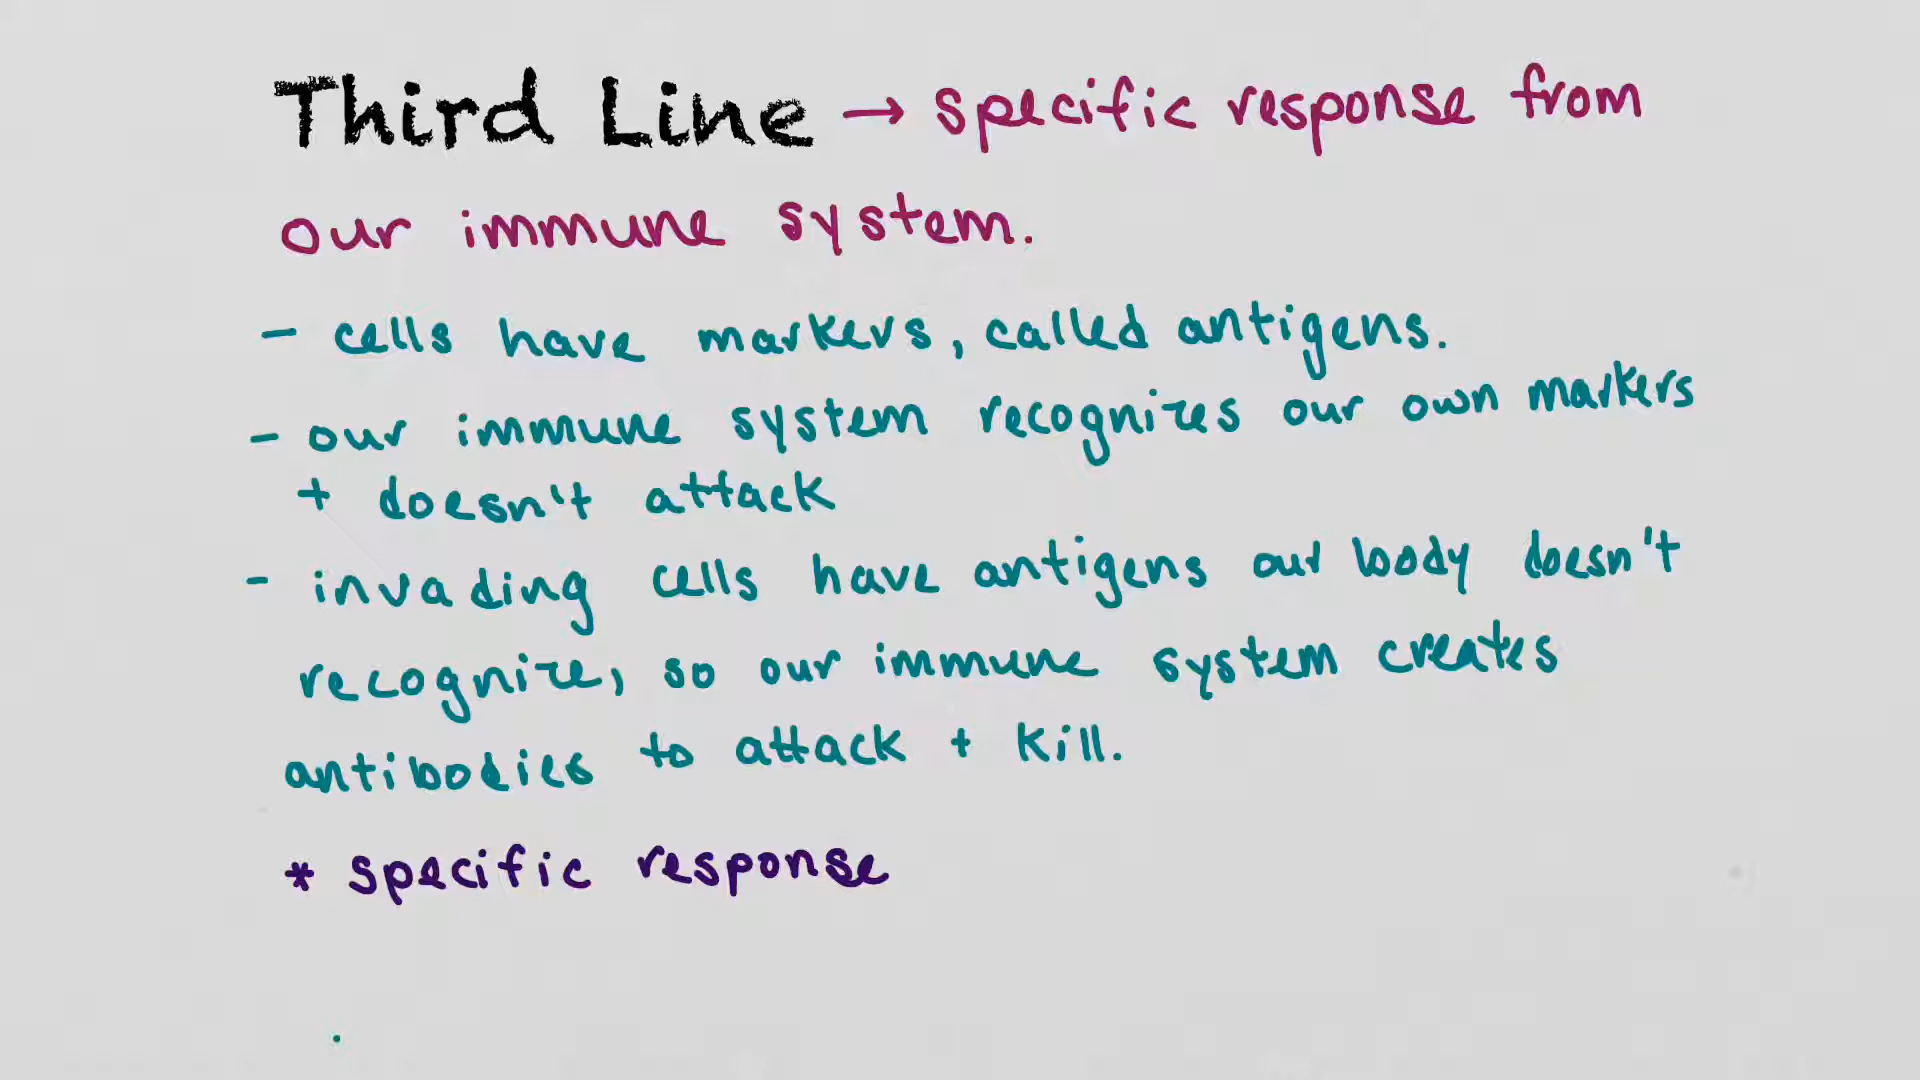 Third Line → specific response from
our immune system.
- cells have markers, called antigens.
- our immune system recognizes our own markers
+ doesn't attack
- invading cells have antigens our body doesn't
recognize, so our immune system creates
antibodies to attack + kill.
* specific response